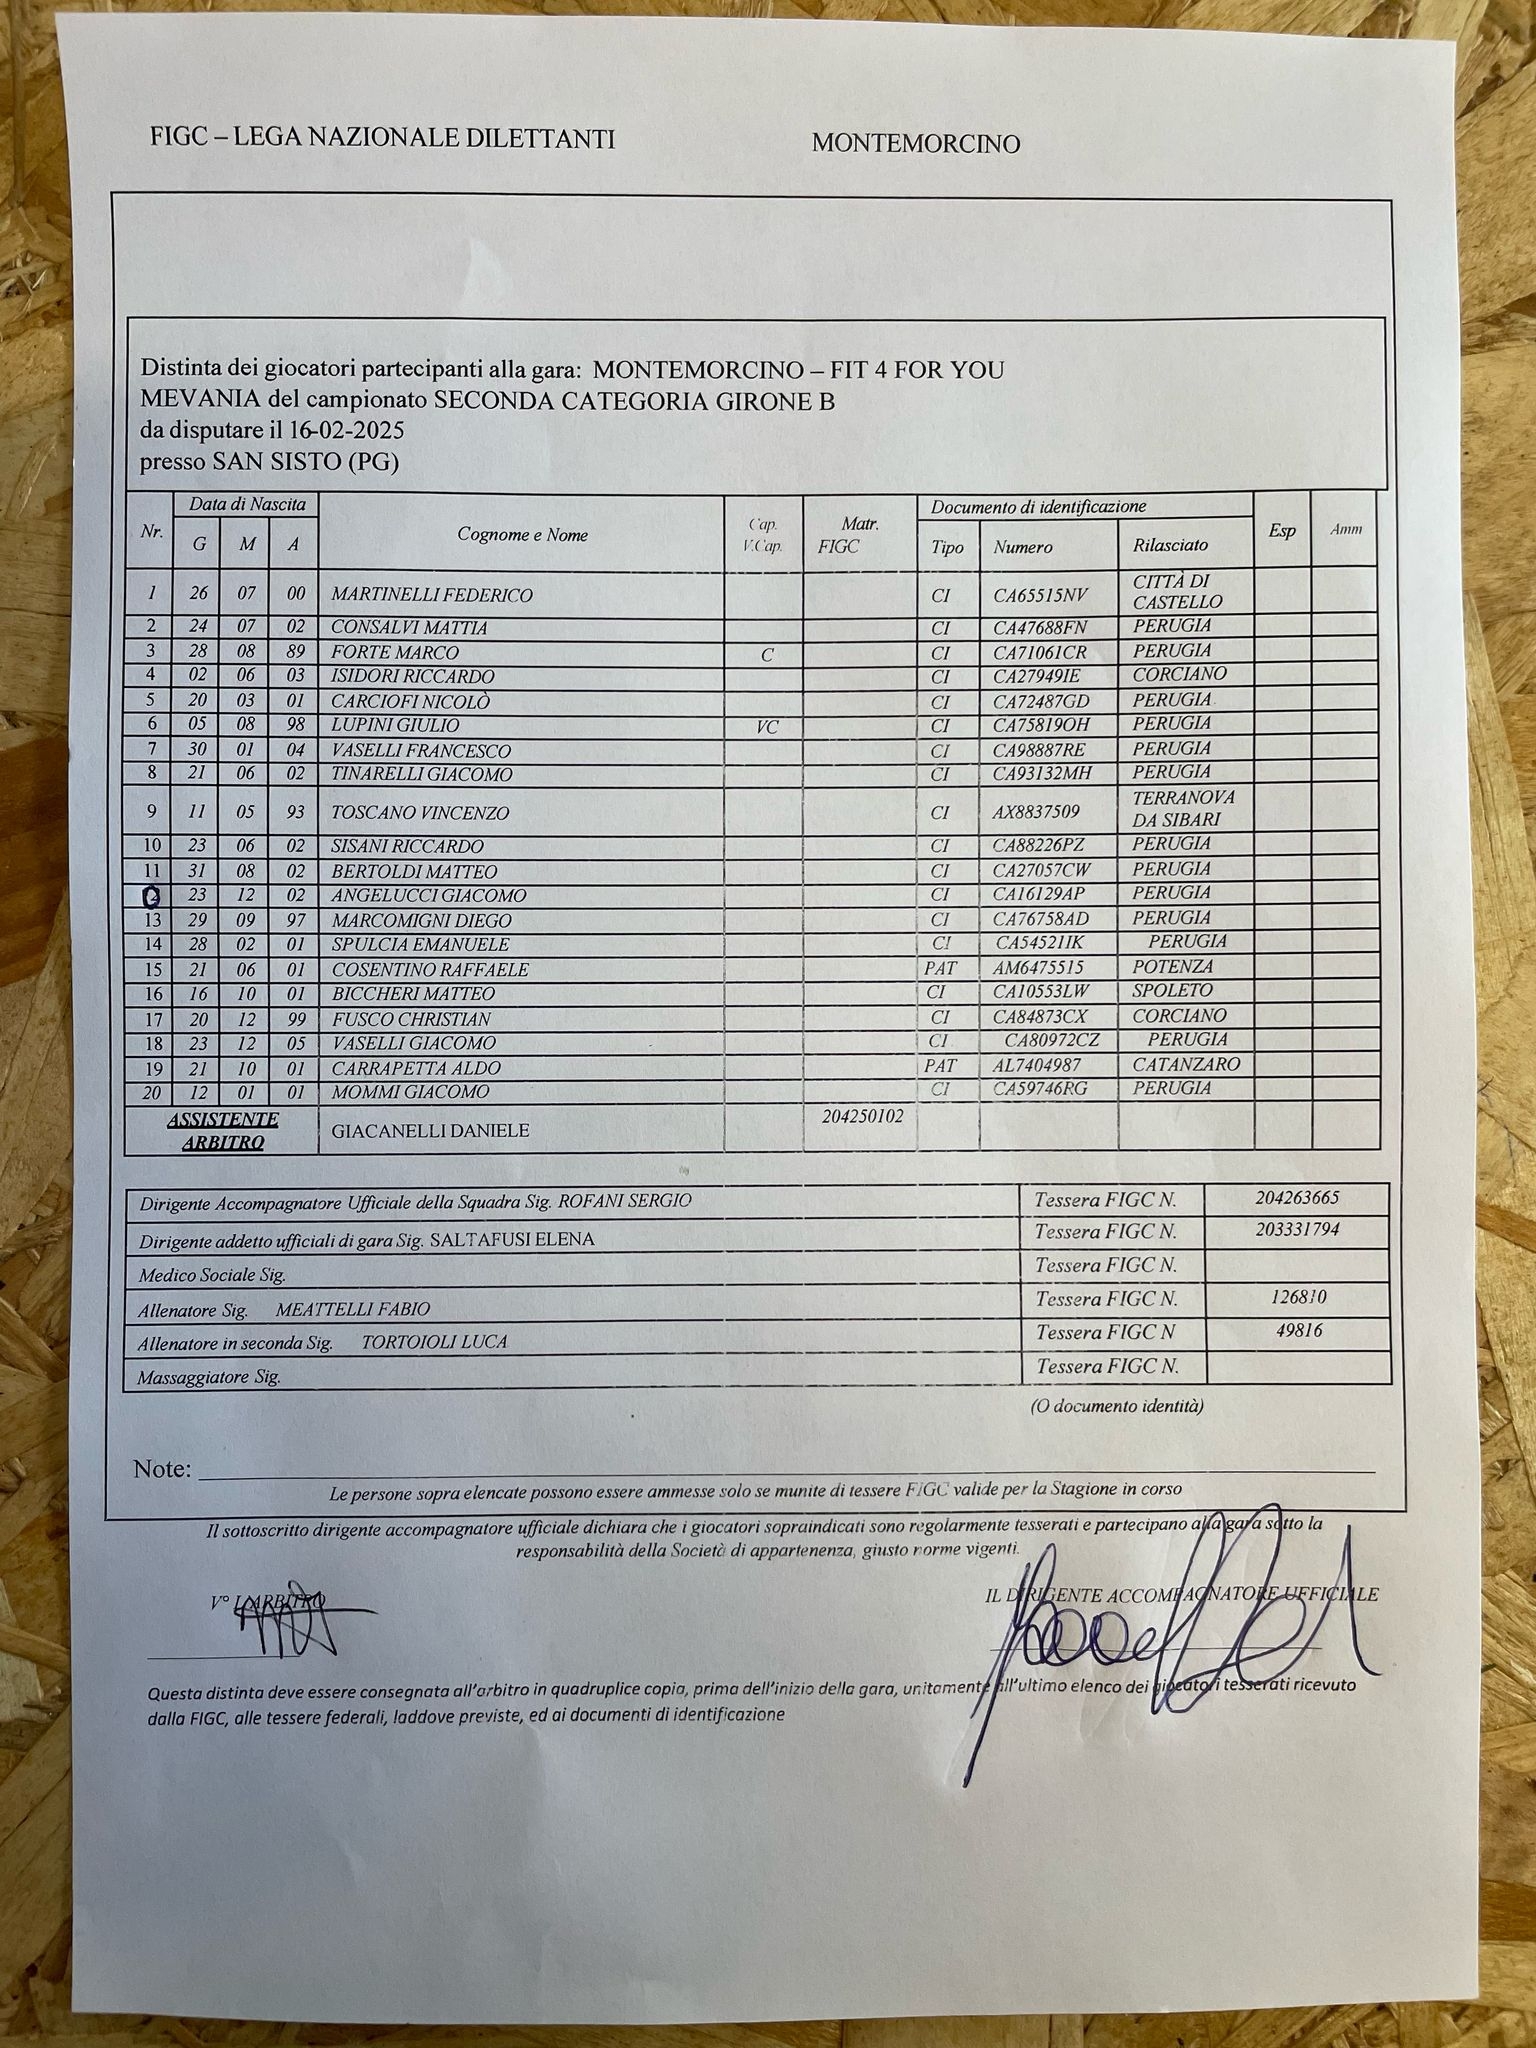 FIGC – LEGA NAZIONALE DILETTANTI MONTEMORCINO
Distinta dei giocatori partecipanti alla gara: MONTEMORCINO – FIT 4 FOR YOU
MEVANIA del campionato SECONDA CATEGORIA GIRONE B
da disputare il 16-02-2025
presso SAN SISTO (PG)
Nr. Data di Nascita Cognome e Nome Cap. V.Cap. Matr. FIGC Documento di identificazione Esp Amm
G M A Tipo Numero Rilasciato
1 26 07 00 MARTINELLI FEDERICO CI CA65515NV CITTÀ DI CASTELLO
2 24 07 02 CONSALVI MATTIA CI CA47688FN PERUGIA
3 28 08 89 FORTE MARCO C CI CA71061CR PERUGIA
4 02 06 03 ISIDORI RICCARDO CI CA27949IE CORCIANO
5 20 03 01 CARCIOFI NICOLÒ CI CA72487GD PERUGIA
6 05 08 98 LUPINI GIULIO VC CI CA75819OH PERUGIA
7 30 01 04 VASELLI FRANCESCO CI CA98887RE PERUGIA
8 21 06 02 TINARELLI GIACOMO CI CA93132MH PERUGIA
9 11 05 93 TOSCANO VINCENZO CI AX8837509 TERRANOVA DA SIBARI
10 23 06 02 SISANI RICCARDO CI CA88226PZ PERUGIA
11 31 08 02 BERTOLDI MATTEO CI CA27057CW PERUGIA
23 12 02 ANGELUCCI GIACOMO CI CA16129AP PERUGIA
13 29 09 97 MARCOMIGNI DIEGO CI CA76758AD PERUGIA
14 28 02 01 SPULCIA EMANUELE CI CA54521IK PERUGIA
15 21 06 01 COSENTINO RAFFAELE PAT AM6475515 POTENZA
16 16 10 01 BICCHERI MATTEO CI CA10553LW SPOLETO
17 20 12 99 FUSCO CHRISTIAN CI CA84873CX CORCIANO
18 23 12 05 VASELLI GIACOMO CI CA80972CZ PERUGIA
19 21 10 01 CARRAPETTA ALDO PAT AL7404987 CATANZARO
20 12 01 01 MOMMI GIACOMO CI CA59746RG PERUGIA
ASSISTENTE ARBITRO GIACANELLI DANIELE 204250102
Dirigente Accompagnatore Ufficiale della Squadra Sig. ROFANI SERGIO Tessera FIGC N. 204263665
Dirigente addetto ufficiali di gara Sig. SALTAFUSI ELENA Tessera FIGC N. 203331794
Medico Sociale Sig. Tessera FIGC N.
Allenatore Sig. MEATTELLI FABIO Tessera FIGC N. 126810
Allenatore in seconda Sig. TORTOIOLI LUCA Tessera FIGC N 49816
Massaggiatore Sig. Tessera FIGC N.
(O documento identità)
Note:
Le persone sopra elencate possono essere ammesse solo se munite di tessere FIGC valide per la Stagione in corso
Il sottoscritto dirigente accompagnatore ufficiale dichiara che i giocatori sopraindicati sono regolarmente tesserati e partecipano alla gara sotto la
responsabilità della Società di appartenenza, giusto norme vigenti.
V° L'ARBITRO IL DIRIGENTE ACCOMPAGNATORE UFFICIALE
Questa distinta deve essere consegnata all'arbitro in quadruplice copia, prima dell'inizio della gara, unitamente all'ultimo elenco dei giocatori tesserati ricevuto
dalla FIGC, alle tessere federali, laddove previste, ed ai documenti di identificazione